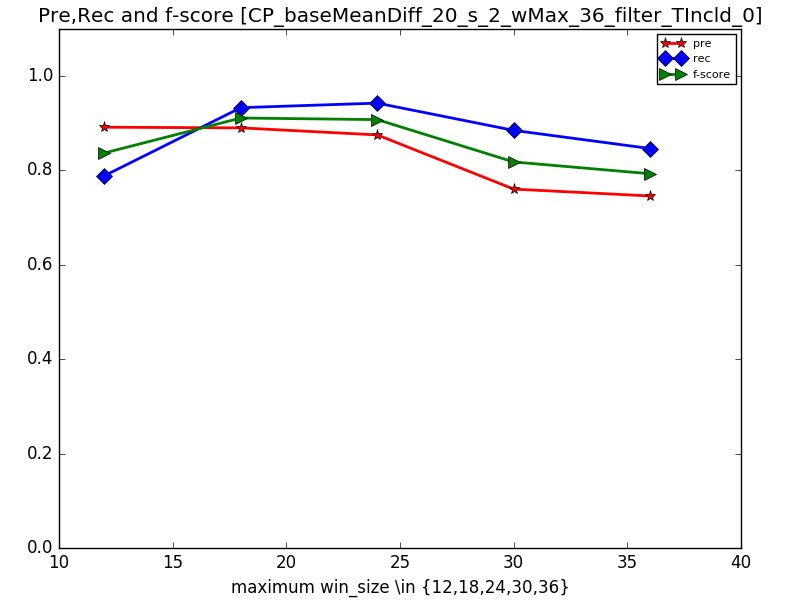 Pre,Rec and f-score [CP_baseMeanDiff_20_s_2_wMax_36_filter_TIncld_0]
pre
rec
f-score
1.0
0.8
0.6
0.4
0.2
0.0
10 15 20 25 30 35 40
maximum win_size \in {12,18,24,30,36}